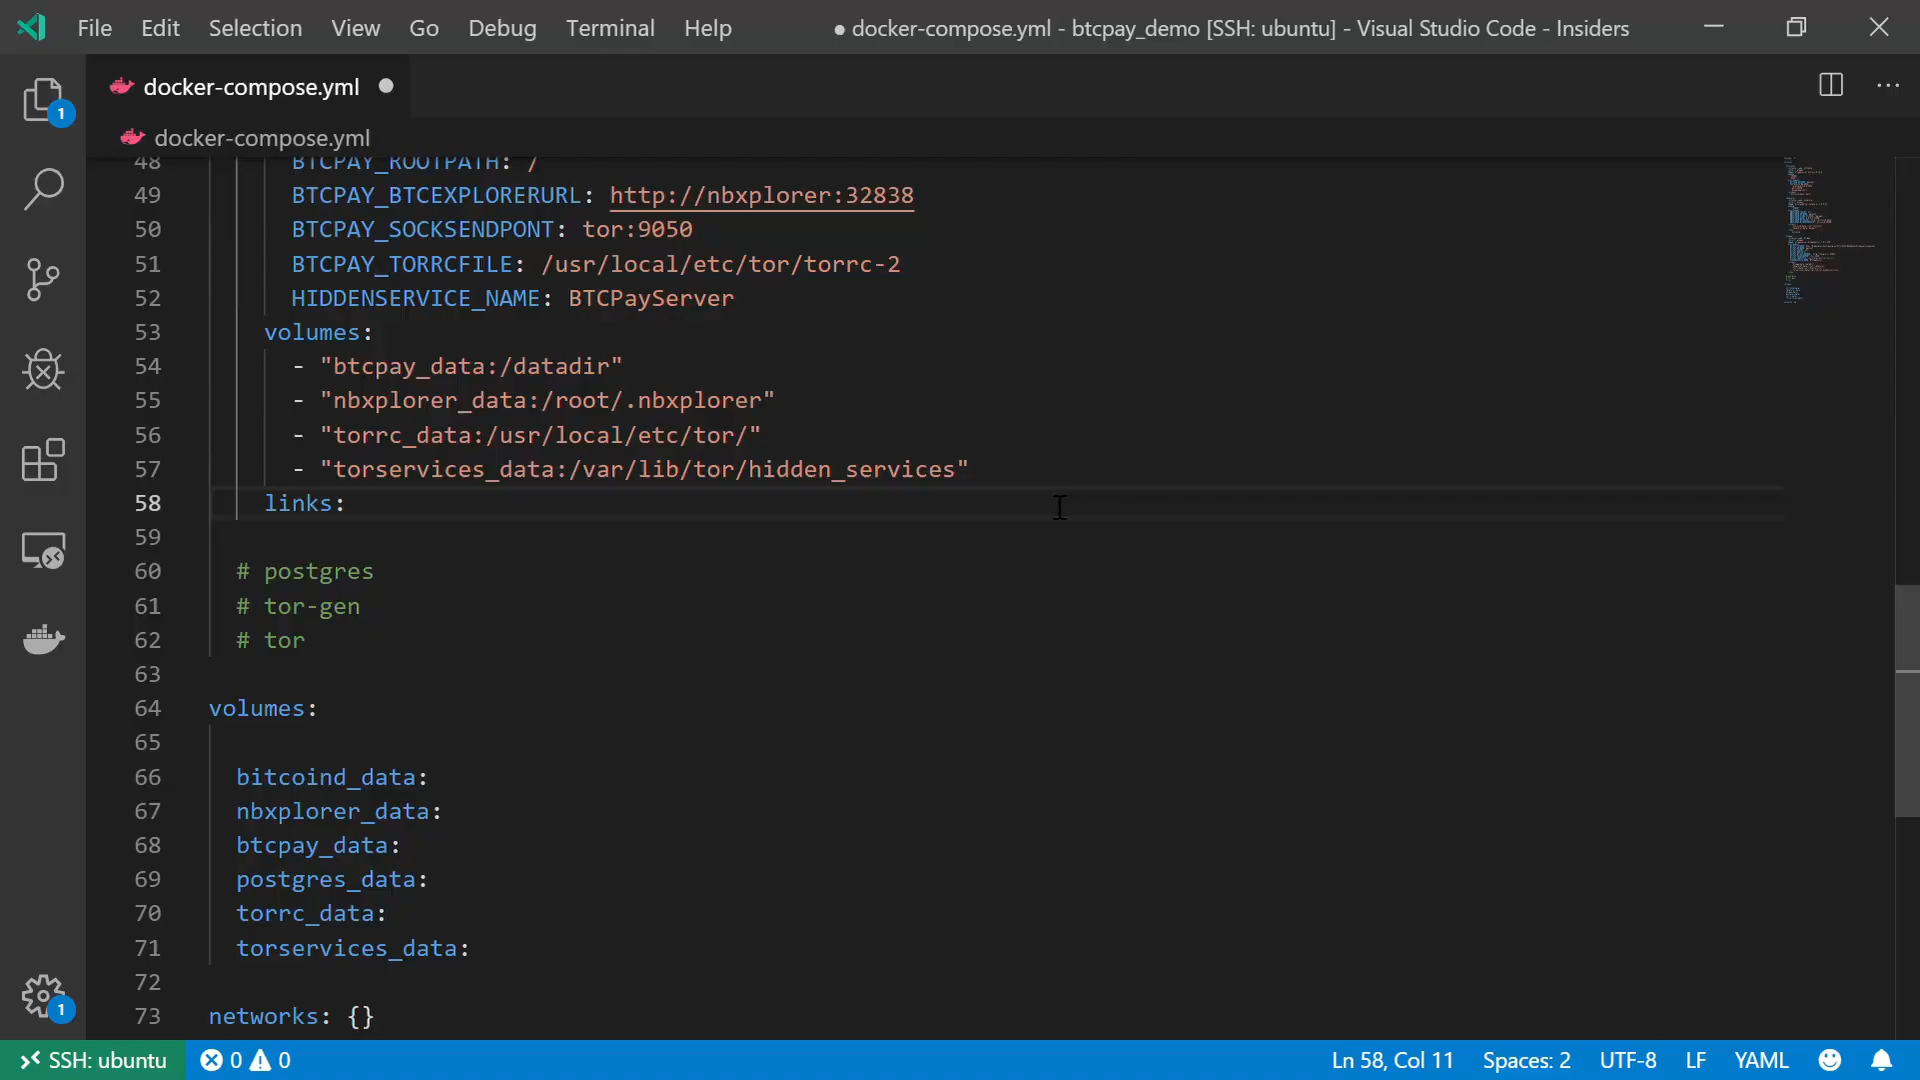 File Edit Selection View Go Debug Terminal Help ● docker-compose.yml - btcpay_demo [SSH: ubuntu] - Visual Studio Code - Insiders
docker-compose.yml
1
docker-compose.yml
48 BTCPAY_ROOTPATH: /
49 BTCPAY_BTCEXPLORERURL: http://nbxplorer:32838
50 BTCPAY_SOCKSENDPONT: tor:9050
51 BTCPAY_TORRCFILE: /usr/local/etc/tor/torrc-2
52 HIDDENSERVICE_NAME: BTCPayServer
53 volumes:
54 - "btcpay_data:/datadir"
55 - "nbxplorer_data:/root/.nbxplorer"
56 - "torrc_data:/usr/local/etc/tor/"
57 - "torservices_data:/var/lib/tor/hidden_services"
58 links:
59
60 # postgres
61 # tor-gen
62 # tor
63
64 volumes:
65
66 bitcoind_data:
67 nbxplorer_data:
68 btcpay_data:
69 postgres_data:
70 torrc_data:
71 torservices_data:
72
1
73 networks: {}
SSH: ubuntu 0 0 Ln 58, Col 11 Spaces: 2 UTF-8 LF YAML